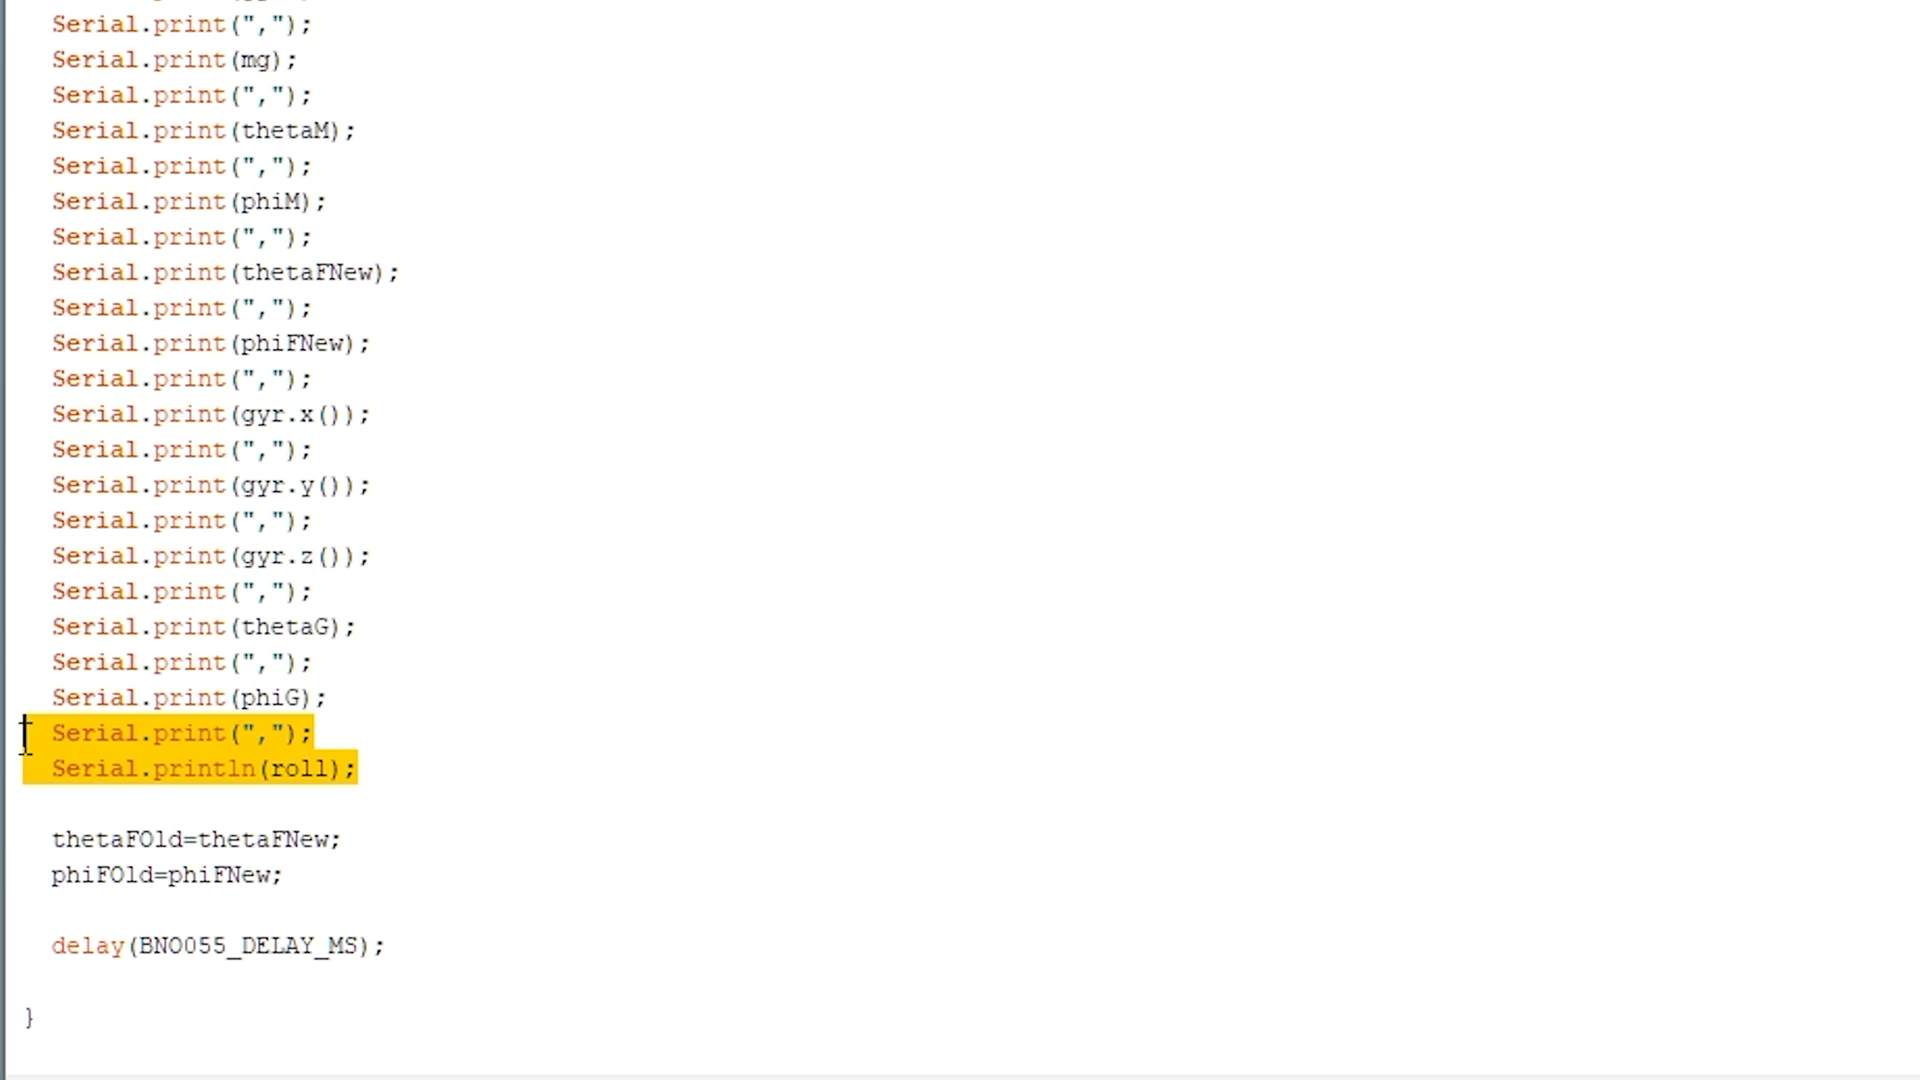 Serial.print(",");
Serial.print(mg);
Serial.print(",");
Serial.print(thetaM);
Serial.print(",");
Serial.print(phiM);
Serial.print(",");
Serial.print(thetaFNew);
Serial.print(",");
Serial.print(phiFNew);
Serial.print(",");
Serial.print(gyr.x());
Serial.print(",");
Serial.print(gyr.y());
Serial.print(",");
Serial.print(gyr.z());
Serial.print(",");
Serial.print(thetaG);
Serial.print(",");
Serial.print(phiG);
Serial.print(",");
Serial.println(roll);
thetaFOld=thetaFNew;
phiFOld=phiFNew;
delay(BNO055_DELAY_MS);
}